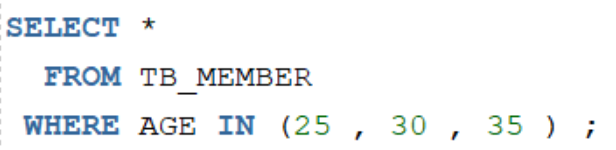 SELECT *
FROM TB_MEMBER
WHERE AGE IN (25 , 30 , 35 ) ;